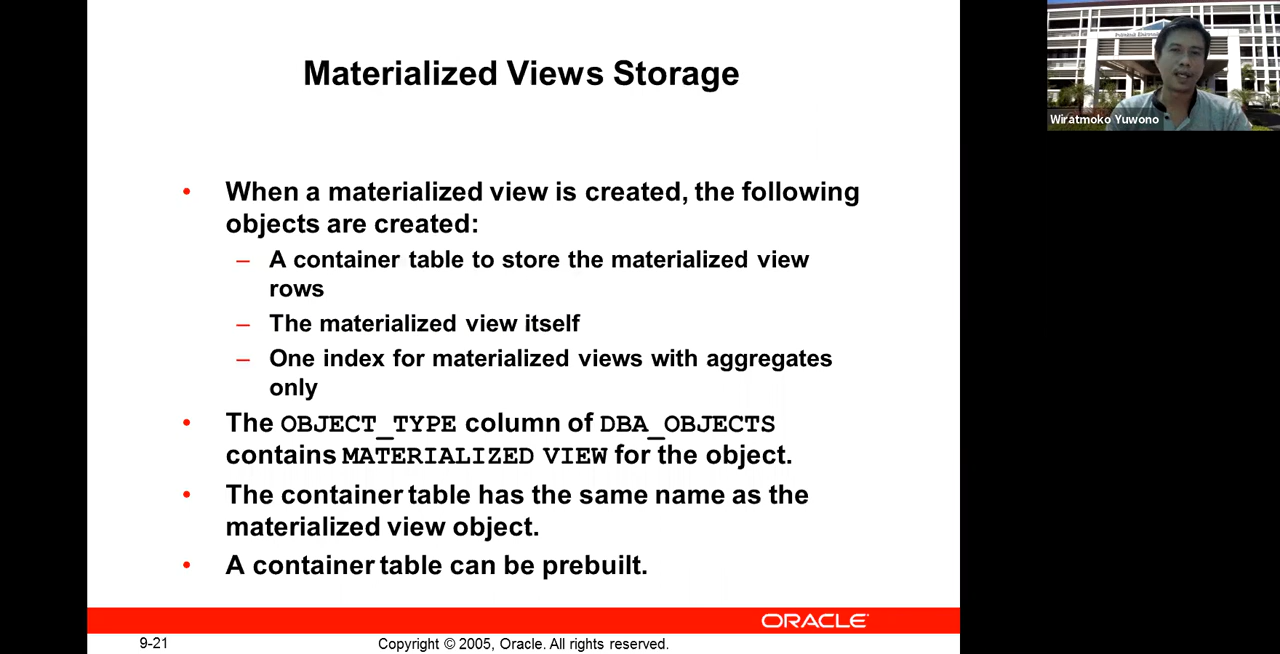 Materialized Views Storage
Wiratmoko Yuwono
• When a materialized view is created, the following
objects are created:
– A container table to store the materialized view
rows
– The materialized view itself
– One index for materialized views with aggregates
only
• The OBJECT_TYPE column of DBA_OBJECTS
contains MATERIALIZED VIEW for the object.
• The container table has the same name as the
materialized view object.
• A container table can be prebuilt.
ORACLE
9-21 Copyright © 2005, Oracle. All rights reserved.